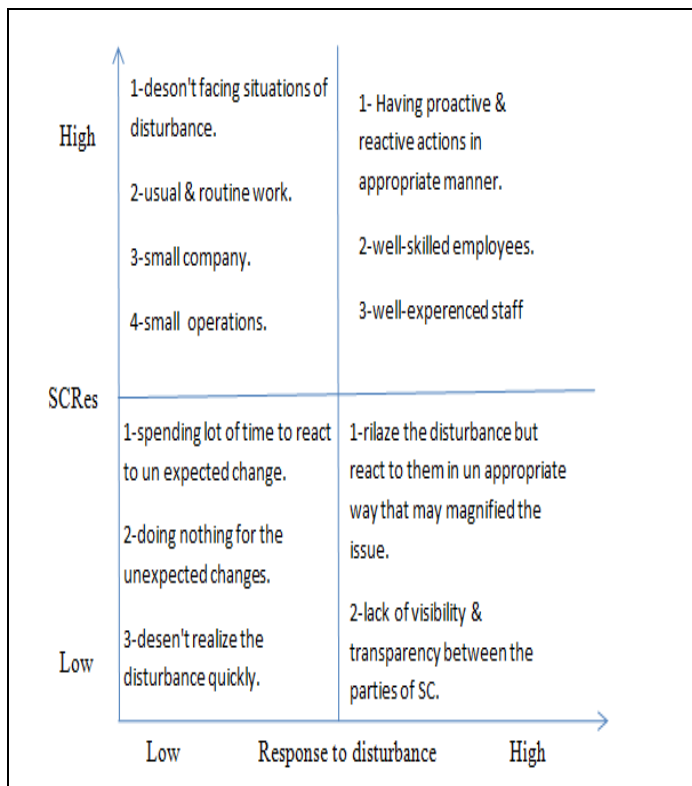 1-deson't facing situations of
disturbance.
2-usual & routine work.
3-small company.
4-small operations.
1- Having proactive &
reactive actions in
appropriate manner.
2-well-skilled employees.
3-well-experenced staff
High
SCRes
1-spending lot of time to react
to un expected change.
2-doing nothing for the
unexpected changes.
3-desen't realize the
disturbance quickly.
1-rilaze the disturbance but
react to them in un appropriate
way that may magnified the
issue.
2-lack of visibility &
transparency between the
parties of SC.
Low
Low
Response to disturbance
High